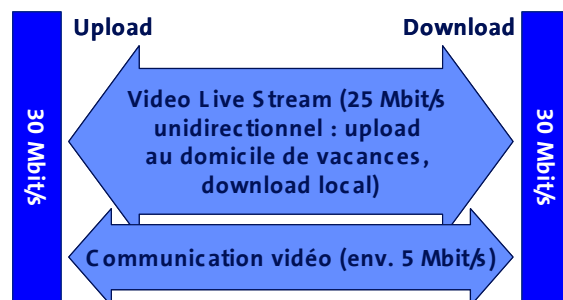 Upload
Download
30 Mbit/s
Video Live Stream (25 Mbit/s
unidirectionnel : upload
au domicile de vacances,
download local)
30 Mbit/s
Communication vidéo (env. 5 Mbit/s)